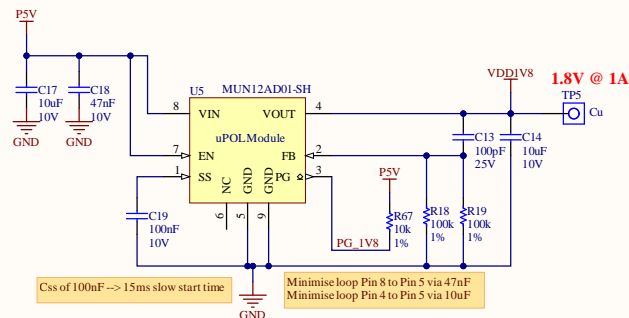 P5V
C17
10uF
10V
C18
47nF
10V
GND
GND
U5
MUN12AD01-SH
8
VIN
VOUT
4
uPOL Module
7
EN
FB
2
1
SS
PG
3
NC
GND
GND
6
5
9
C19
100nF
10V
VDD1V8
1.8V @ 1A
TP5
Cu
C13
100pF
25V
C14
10uF
10V
P5V
R67
10k
1%
R18
100k
1%
R19
100k
1%
PG_1V8
GND
Css of 100nF --> 15ms slow start time
Minimise loop Pin 8 to Pin 5 via 47nF
Minimise loop Pin 4 to Pin 5 via 10uF